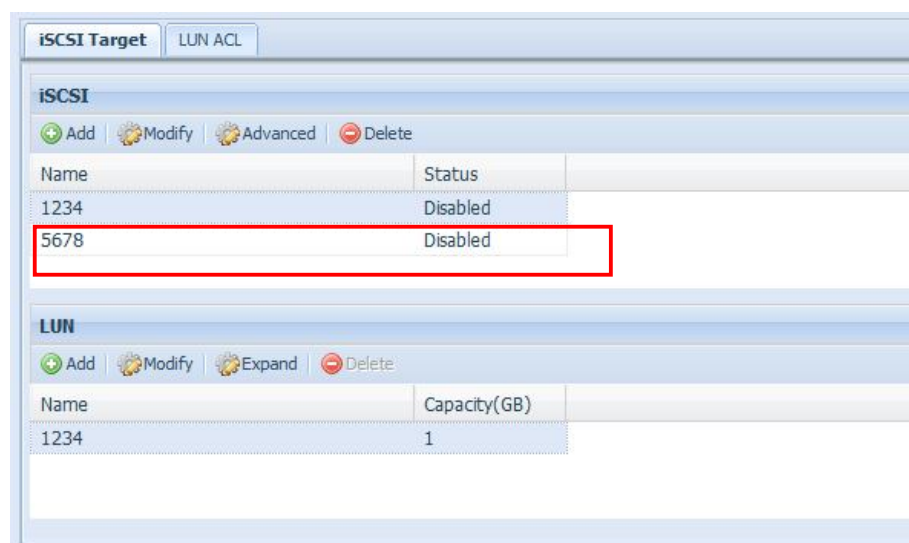 iSCSI Target LUN ACL
iSCSI
Add Modify Advanced Delete
Name Status
1234 Disabled
5678 Disabled
LUN
Add Modify Expand Delete
Name Capacity(GB)
1234 1